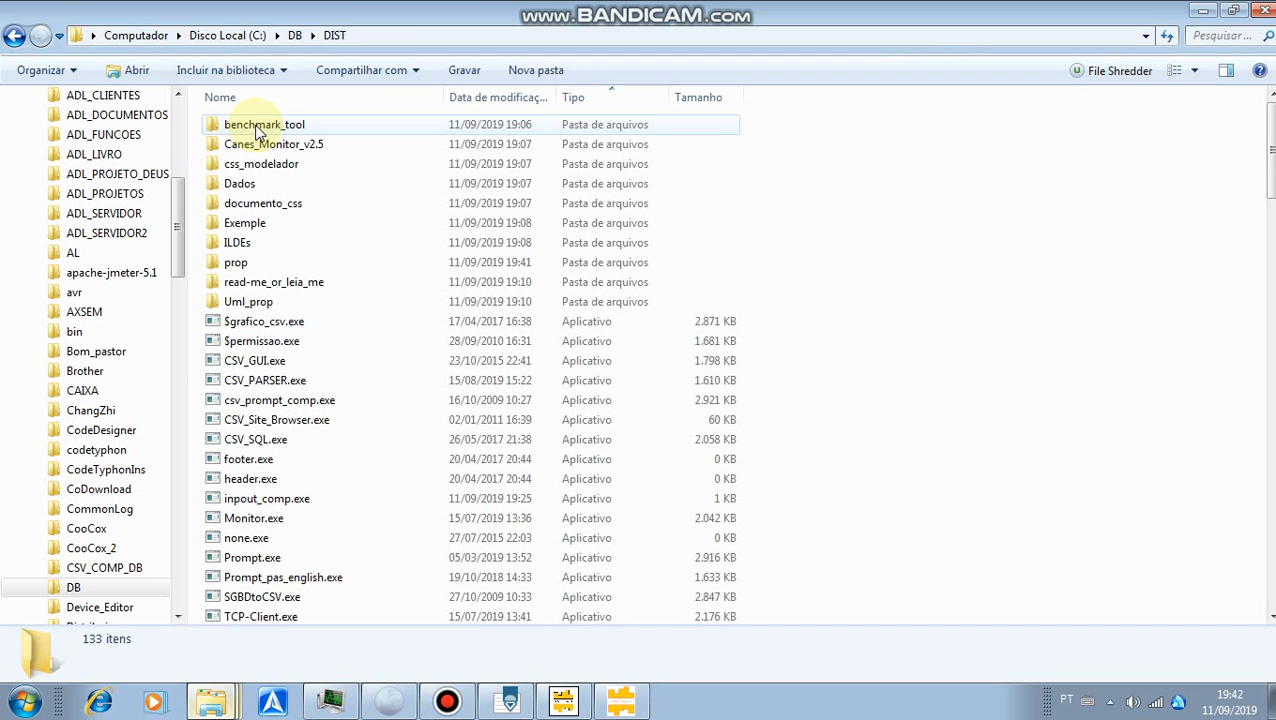 www.BANDICAM.com
Computador Disco Local (C:) DB DIST
Pesquisar...
Organizar Abrir Incluir na biblioteca Compartilhar com Gravar Nova pasta File Shredder
ADL_CLIENTES
ADL_DOCUMENTOS
ADL_FUNCOES
ADL_LIVRO
ADL_PROJETO_DEUS
ADL_PROJETOS
ADL_SERVIDOR
ADL_SERVIDOR2
AL
apache-jmeter-5.1
avr
AXSEM
bin
Bom_pastor
Brother
CAIXA
ChangZhi
CodeDesigner
codetyphon
CodeTyphonIns
CoDownload
CommonLog
CooCox
CooCox_2
CSV_COMP_DB
DB
Device_Editor
Nome Data de modificaç... Tipo Tamanho
benchmark_tool 11/09/2019 19:06 Pasta de arquivos
Canes_Monitor_v2.5 11/09/2019 19:07 Pasta de arquivos
css_modelador 11/09/2019 19:07 Pasta de arquivos
Dados 11/09/2019 19:07 Pasta de arquivos
documento_css 11/09/2019 19:07 Pasta de arquivos
Exemple 11/09/2019 19:08 Pasta de arquivos
ILDEs 11/09/2019 19:08 Pasta de arquivos
prop 11/09/2019 19:41 Pasta de arquivos
read-me_or_leia_me 11/09/2019 19:10 Pasta de arquivos
Uml_prop 11/09/2019 19:10 Pasta de arquivos
$grafico_csv.exe 17/04/2017 16:38 Aplicativo 2.871 KB
$permissao.exe 28/09/2010 16:31 Aplicativo 1.681 KB
CSV_GUI.exe 23/10/2015 22:41 Aplicativo 1.798 KB
CSV_PARSER.exe 15/08/2019 15:22 Aplicativo 1.610 KB
csv_prompt_comp.exe 16/10/2009 10:27 Aplicativo 2.921 KB
CSV_Site_Browser.exe 02/01/2011 16:39 Aplicativo 60 KB
CSV_SQL.exe 26/05/2017 21:38 Aplicativo 2.058 KB
footer.exe 20/04/2017 20:44 Aplicativo 0 KB
header.exe 20/04/2017 20:44 Aplicativo 0 KB
inpout_comp.exe 11/09/2019 19:25 Aplicativo 1 KB
Monitor.exe 15/07/2019 13:36 Aplicativo 2.042 KB
none.exe 27/07/2015 22:03 Aplicativo 0 KB
Prompt.exe 05/03/2019 13:52 Aplicativo 2.916 KB
Prompt_pas_english.exe 19/10/2018 14:33 Aplicativo 1.633 KB
SGBDtoCSV.exe 27/10/2009 10:33 Aplicativo 2.847 KB
TCP-Client.exe 15/07/2019 13:41 Aplicativo 2.176 KB
133 itens
PT
19:42
11/09/2019